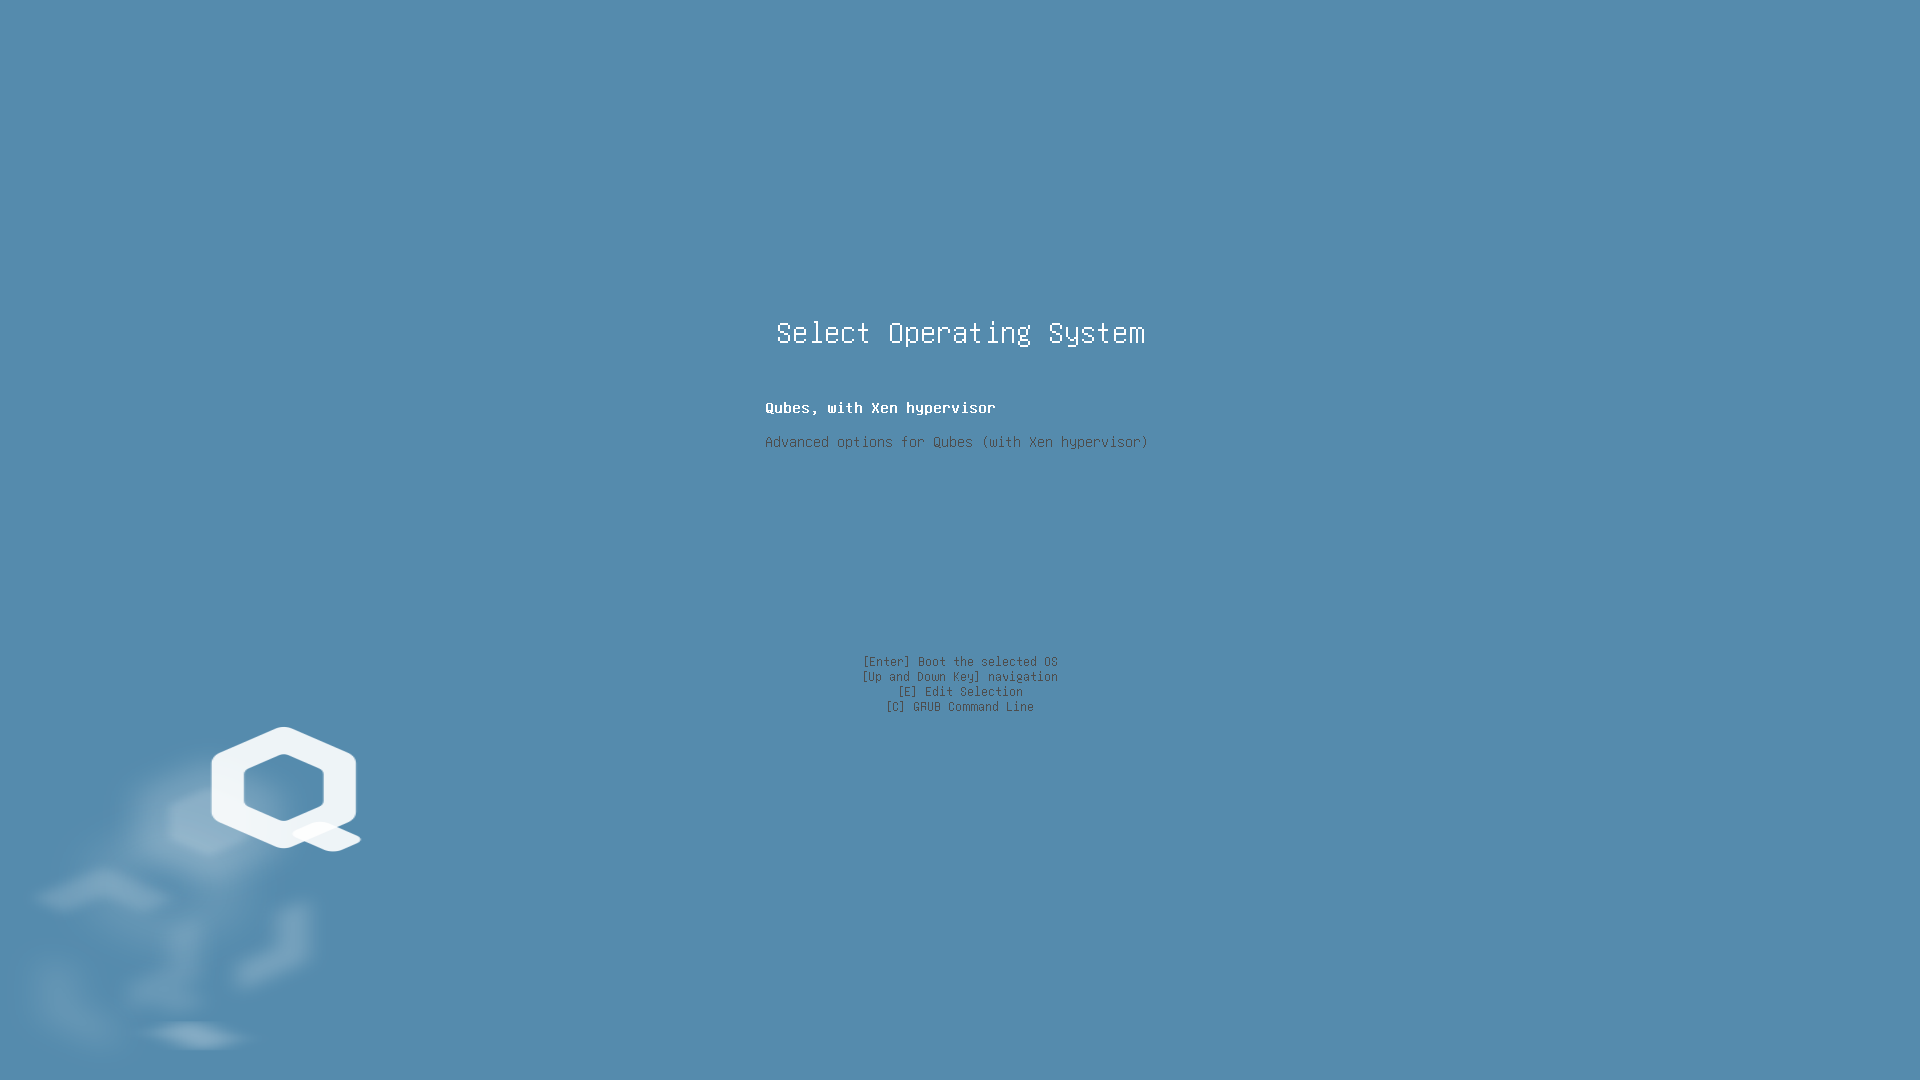 Select Operating System
Qubes, with Xen hypervisor
Advanced options for Qubes (with Xen hypervisor)
[Enter] Boot the selected OS
[Up and Down Key] navigation
[E] Edit Selection
[C] GRUB Command Line